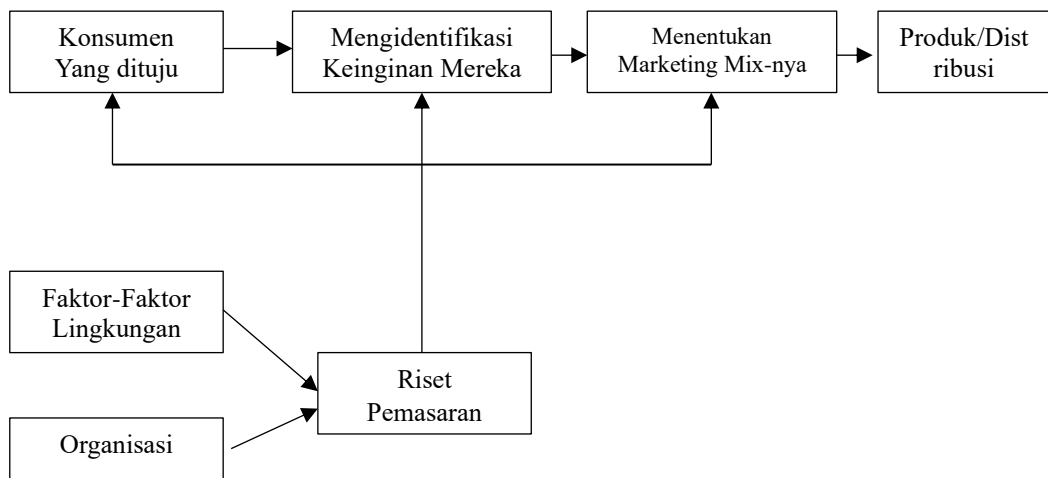 Konsumen
Yang dituju
Mengidentifikasi
Keinginan Mereka
Menentukan
Marketing Mix-nya
Produk/Dist
ribusi
Faktor-Faktor
Lingkungan
Riset
Pemasaran
Organisasi